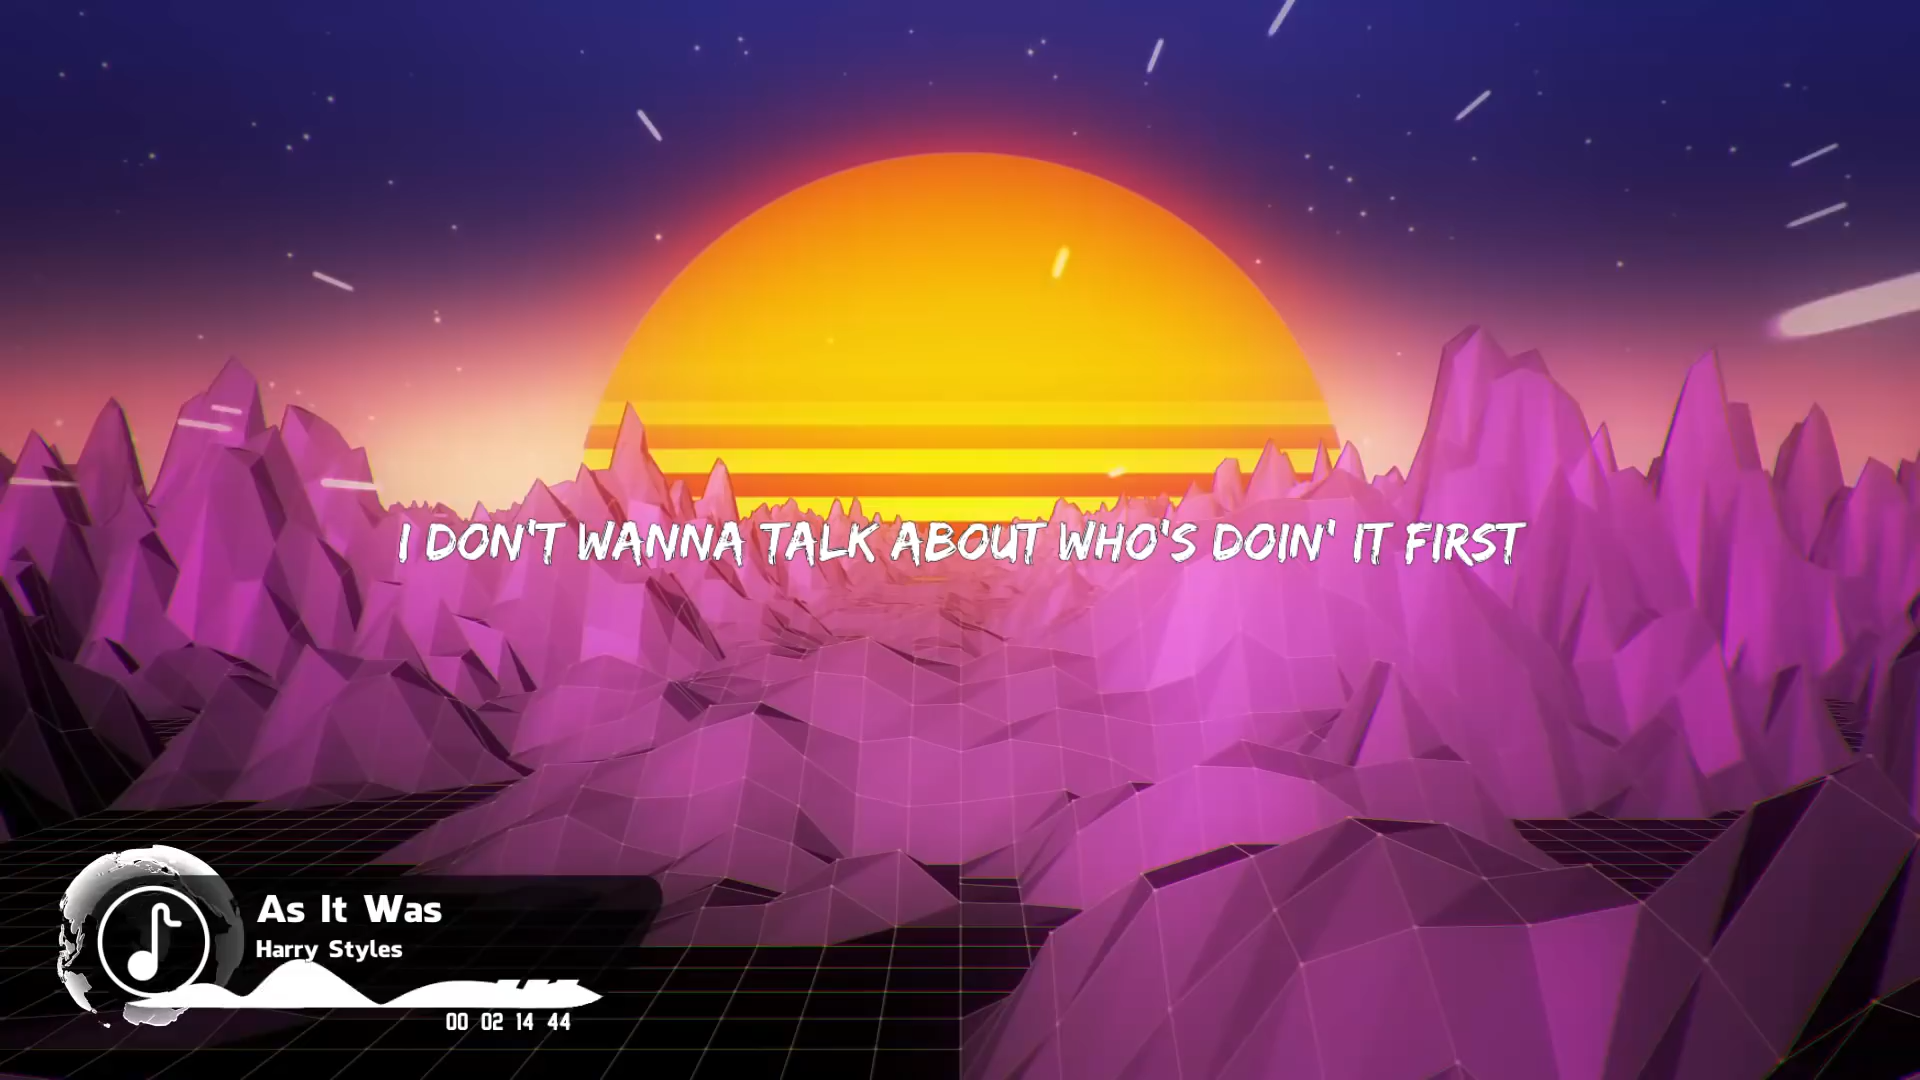 I DON'T WANNA TALK ABOUT WHO'S DOIN' IT FIRST
As It Was
Harry Styles
00 02 14 44